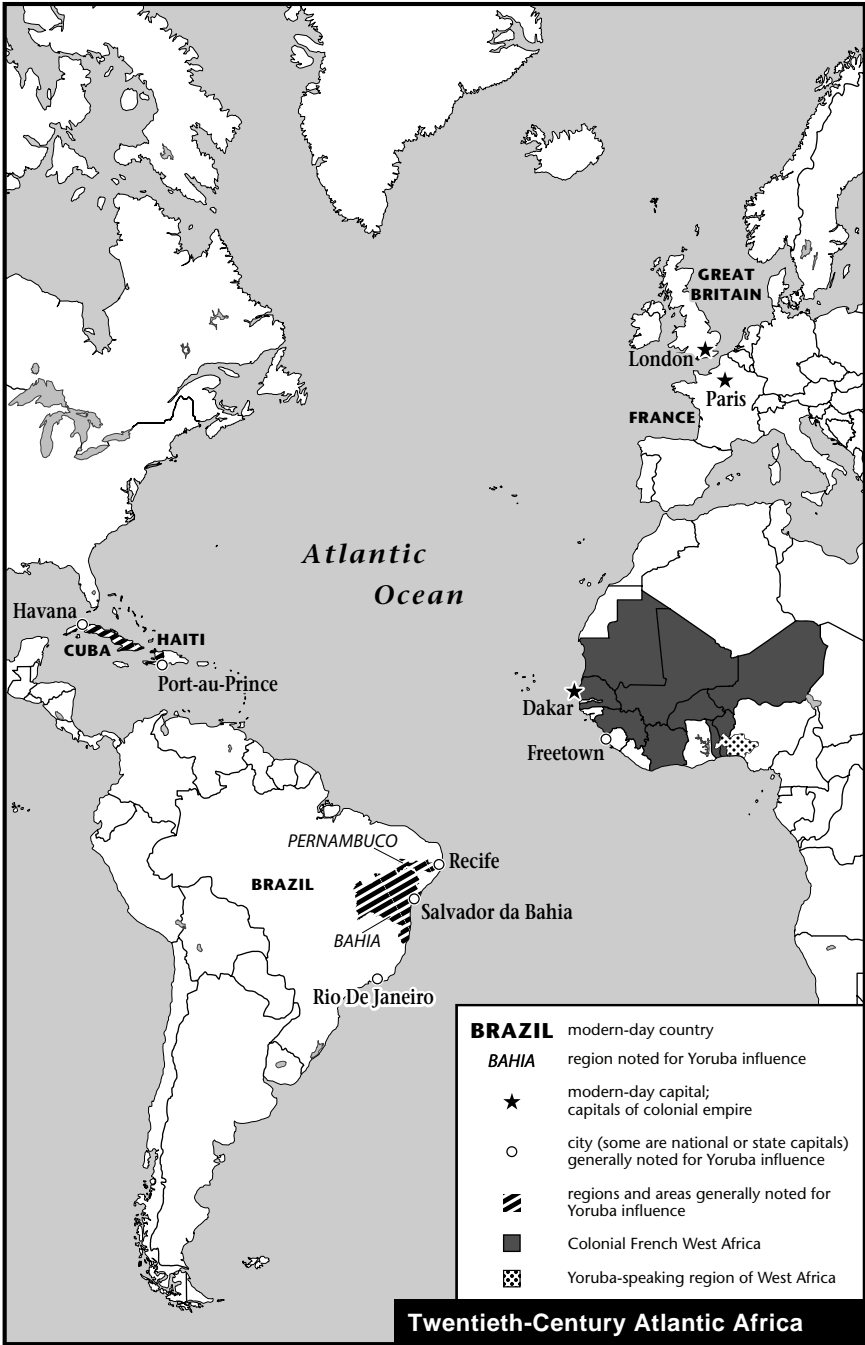 GREAT
BRITAIN
London
Paris
FRANCE
Atlantic
Ocean
Havana
CUBA
HAITI
Port-au-Prince
Dakar
Freetown
PERNAMBUCO
Recife
BRAZIL
Salvador da Bahia
BAHIA
Rio De Janeiro
BRAZIL modern-day country
BAHIA region noted for Yoruba influence
modern-day capital;
capitals of colonial empire
city (some are national or state capitals)
generally noted for Yoruba influence
regions and areas generally noted for
Yoruba influence
Colonial French West Africa
Yoruba-speaking region of West Africa
Twentieth-Century Atlantic Africa